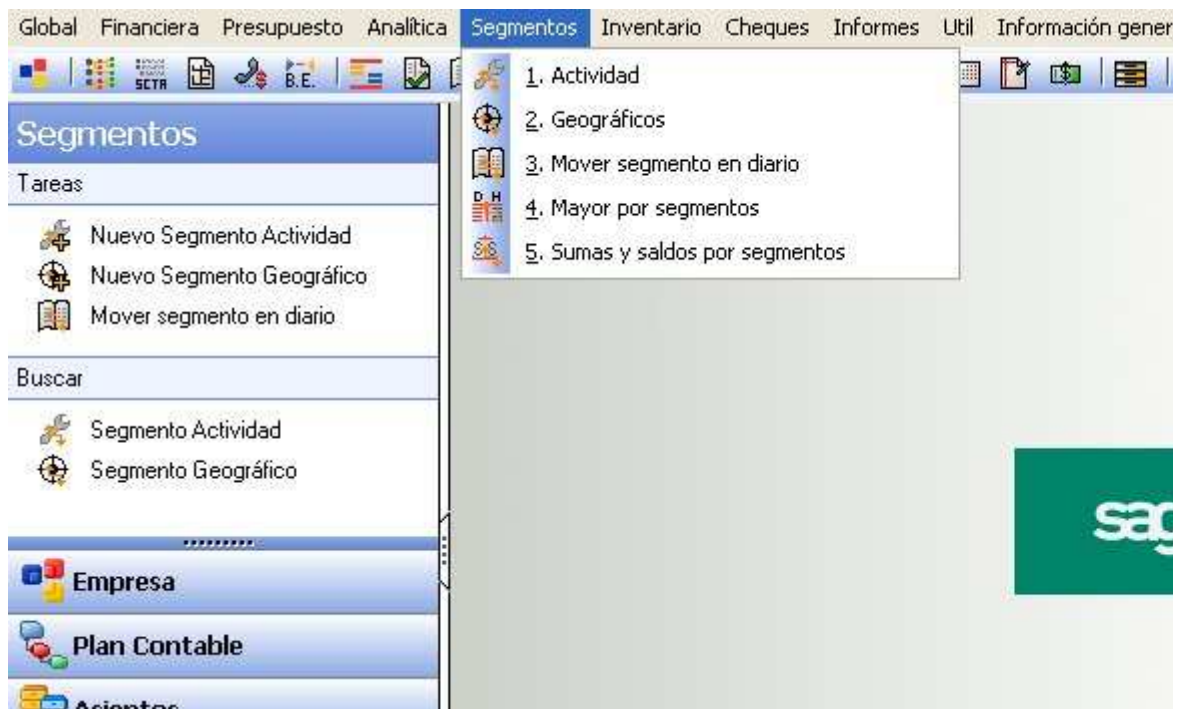 Global Financiera Presupuesto Analítica Segmentos Inventario Cheques Informes Util Información gener
SCTA B.E.
1. Actividad
2. Geográficos
3. Mover segmento en diario
D H
4. Mayor por segmentos
5. Sumas y saldos por segmentos
Segmentos
Tareas
Nuevo Segmento Actividad
Nuevo Segmento Geográfico
Mover segmento en diario
Buscar
Segmento Actividad
Segmento Geográfico
Empresa
Plan Contable
Asientos
sag